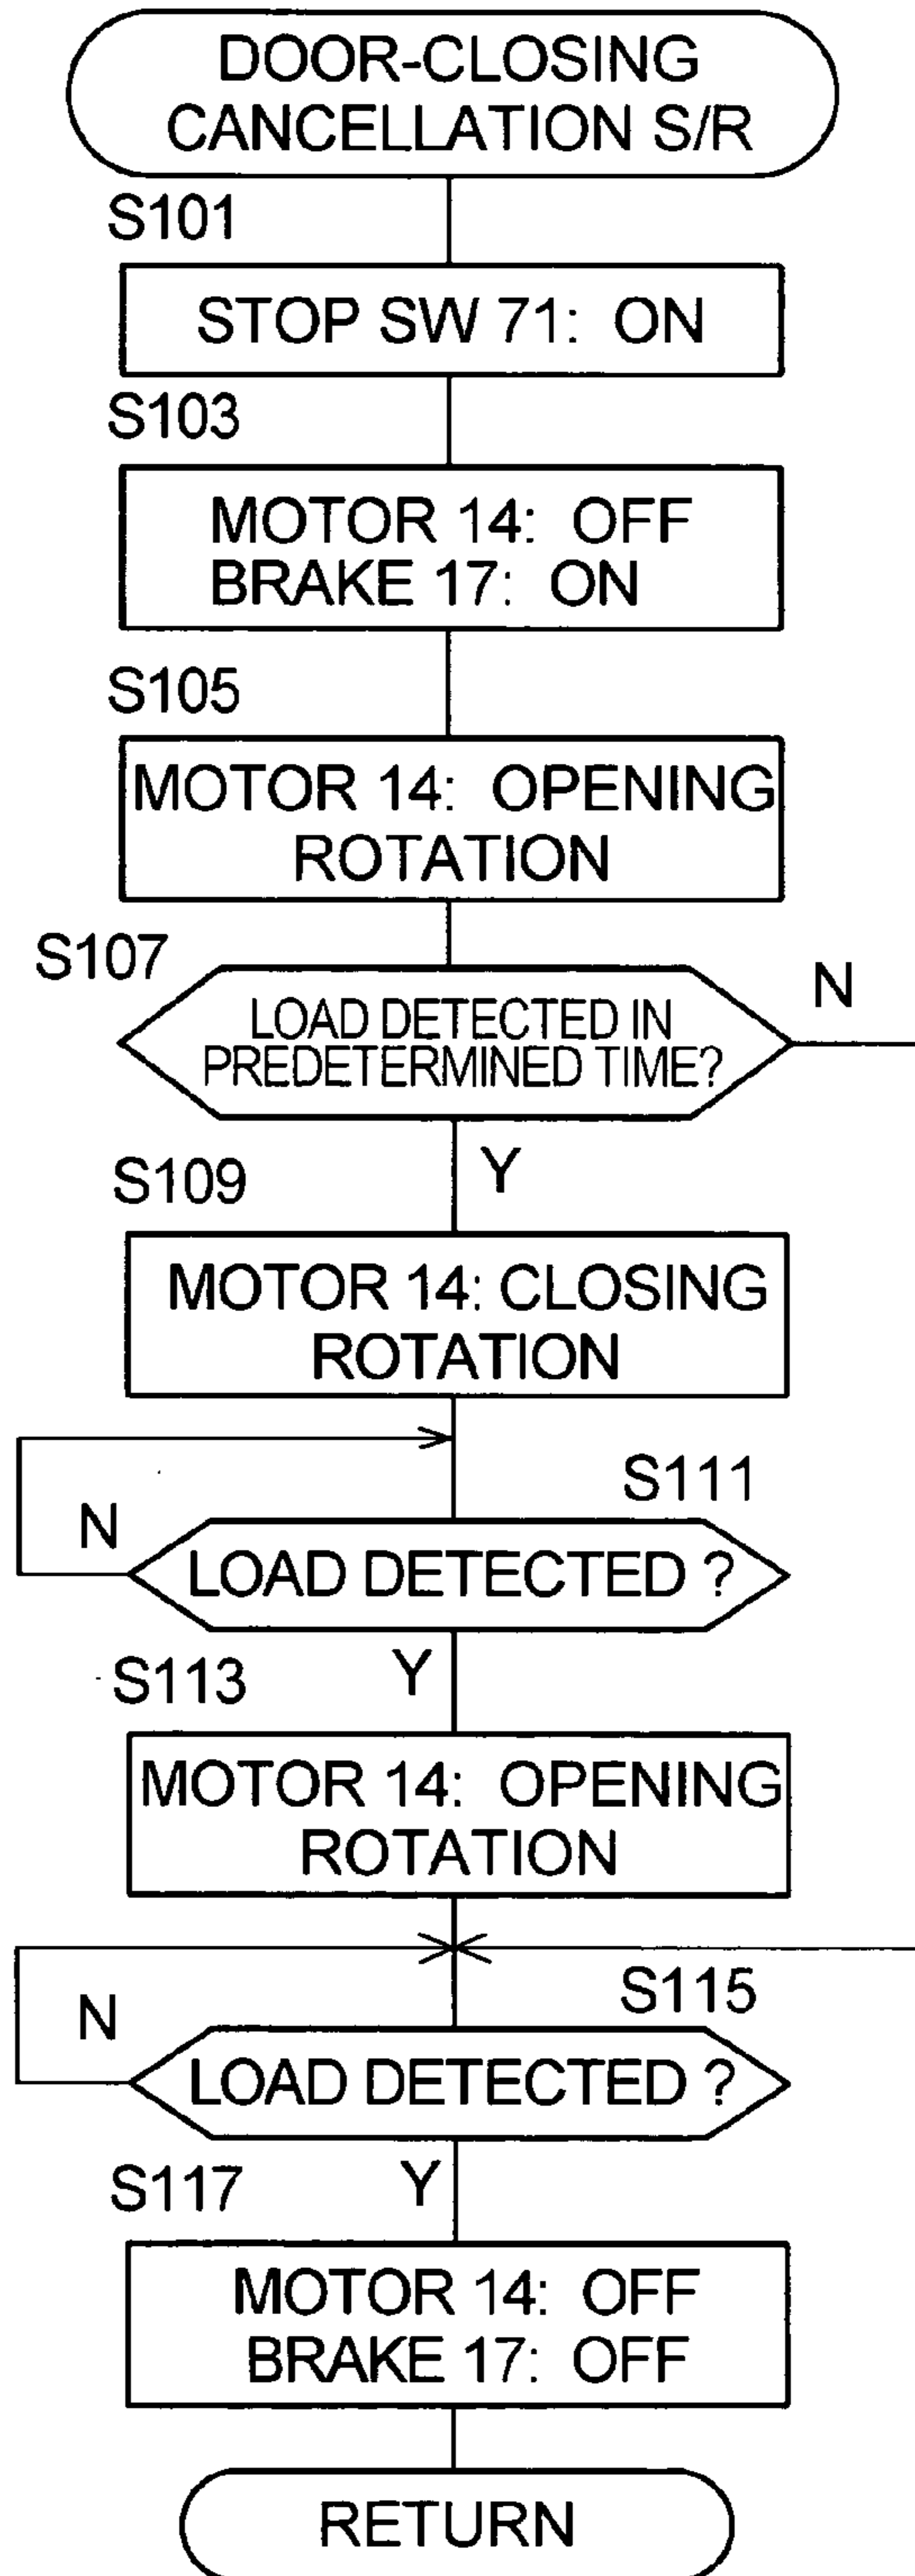 DOOR-CLOSING
CANCELLATION S/R
S101
STOP SW 71: ON
S103
MOTOR 14: OFF
BRAKE 17: ON
S105
MOTOR 14: OPENING
ROTATION
S107
N
LOAD DETECTED IN
PREDETERMINED TIME?
Y
S109
MOTOR 14: CLOSING
ROTATION
S111
N
LOAD DETECTED ?
Y
S113
MOTOR 14: OPENING
ROTATION
S115
N
LOAD DETECTED ?
Y
S117
MOTOR 14: OFF
BRAKE 17: OFF
RETURN